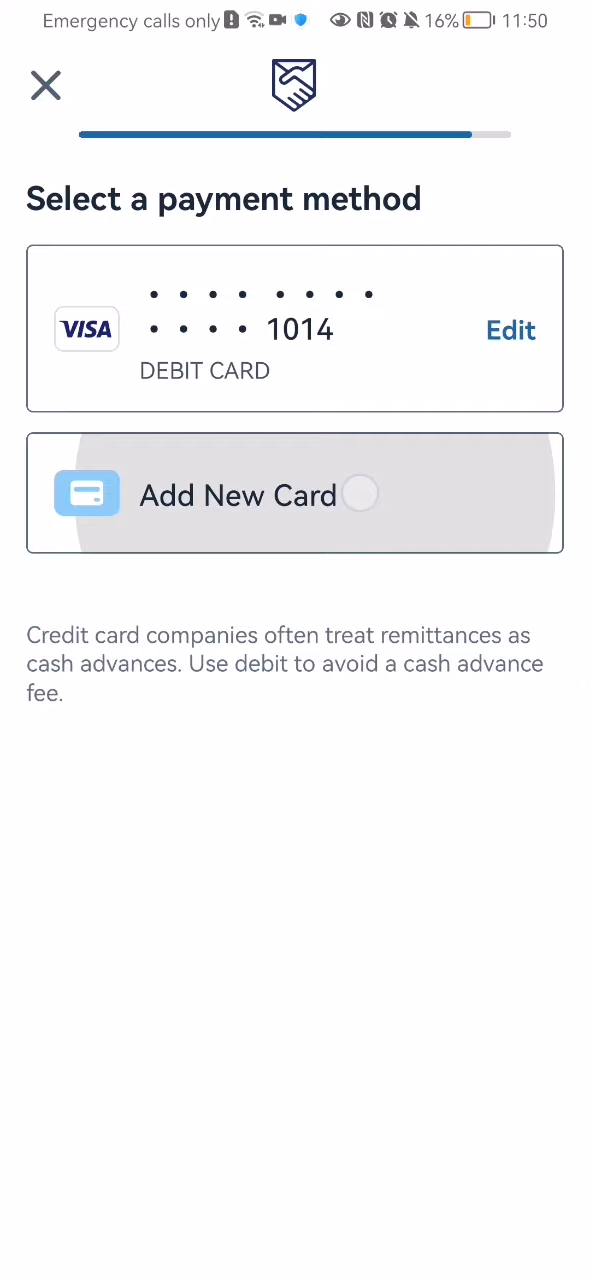 Emergency calls only 16% 11:50
Select a payment method
•••• ••••
VISA •••• 1014 Edit
DEBIT CARD
Add New Card
Credit card companies often treat remittances as
cash advances. Use debit to avoid a cash advance
fee.